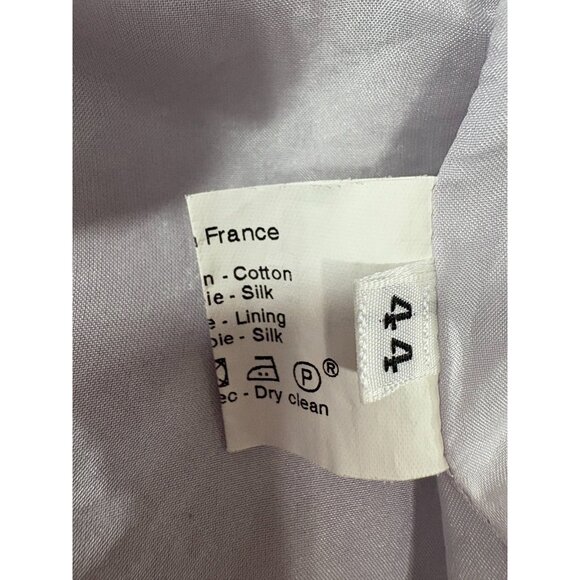 France
n - Cotton
ie - Silk
e - Lining
oie - Silk
P ®
ec - Dry clean
44